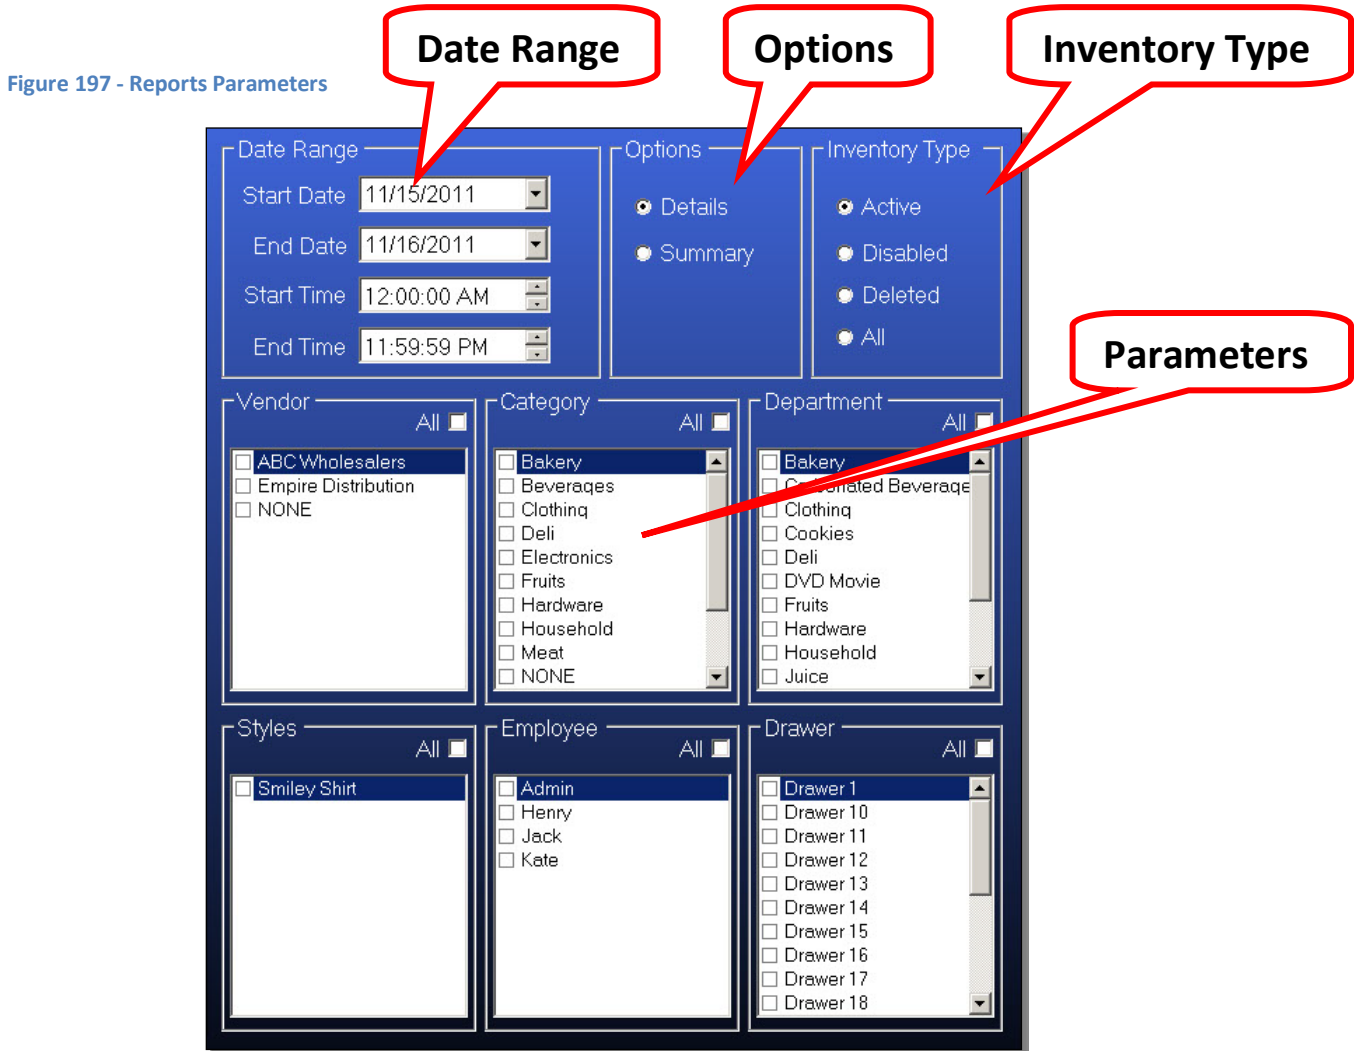 Date Range
Options
Inventory Type
Figure 197 - Reports Parameters
Date Range
Start Date 11/15/2011
End Date 11/16/2011
Start Time 12:00:00 AM
End Time 11:59:59 PM
Options
Details
Summary
Inventory Type
Active
Disabled
Deleted
All
Parameters
Vendor
All
ABC Wholesalers
Empire Distribution
NONE
Category
All
Bakery
Beverages
Clothing
Deli
Electronics
Fruits
Hardware
Household
Meat
NONE
Department
All
Bakery
Carbonated Beverage
Clothing
Cookies
Deli
DVD Movie
Fruits
Hardware
Household
Juice
Styles
All
Smiley Shirt
Employee
All
Admin
Henry
Jack
Kate
Drawer
All
Drawer 1
Drawer 10
Drawer 11
Drawer 12
Drawer 13
Drawer 14
Drawer 15
Drawer 16
Drawer 17
Drawer 18